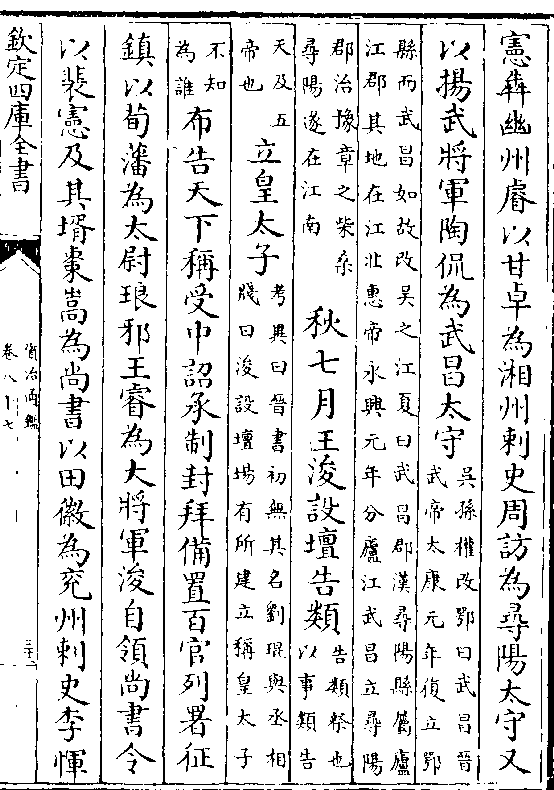 憲犇幽州睿以甘卓為湘州刺史周訪為尋陽太守又
以揚武將軍陶侃為武昌太守
吳孫權改鄂曰武昌晉
武帝太康元年復立鄂
縣而武昌如故改吳之江夏曰武昌郡漢尋陽縣屬廬
江郡其地在江北惠帝永興元年分廬江武昌立尋陽
郡治豫章之柴桑
尋陽遂在江南
秋七月王浚設壇告類
告類祭也
以事類告
天及五
帝也
立皇太子
考異曰晉書初無其名劉琨與丞相
牋曰浚設壇場有所建立稱皇太子
不知
為誰
布告天下稱受中詔承制封拜備置百官列署征
鎮以荀藩為太尉琅邪王睿為大將軍浚自領尚書令
以裴憲及其壻棗嵩為尚書以田徽為兖州刺史李惲
欽定四庫全書
資治通鑑
卷八十七